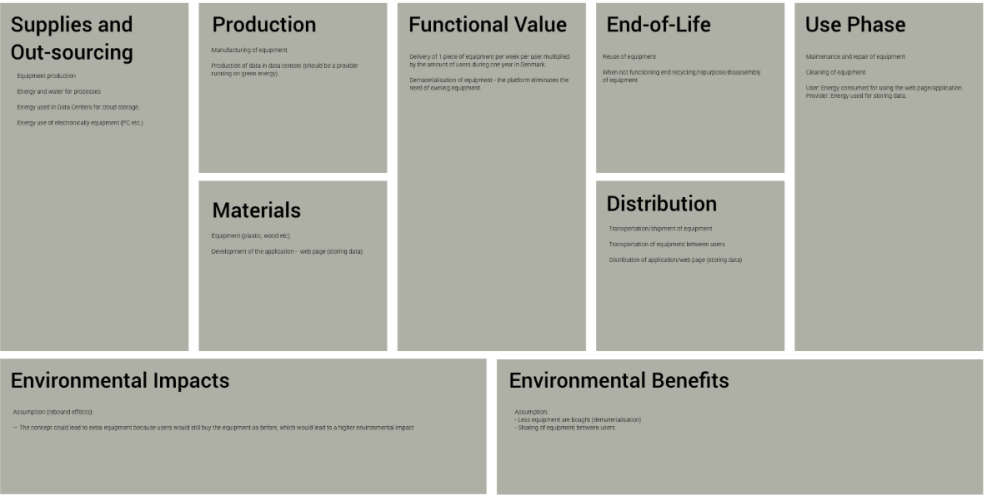 Supplies and
Out-sourcing
Equipment production
Energy and water for processes
Energy used in Data Centers for cloud storage.
Energy use of electronically equipment (PC etc.)
Production
Manufacturing of equipment
Production of data in data centers (should be a provider
running on green energy)
Materials
Equipment (plastic, wood etc)
Development of the application - web page (storing data)
Functional Value
Delivery of 1 piece of equipment per week per user multiplied
by the amount of users during one year in Denmark.
Dematerialisation of equipment - the platform eliminates the
need of owning equipment
End-of-Life
Reuse of equipment
When not functioning end recycling/repurpose/disassembly
of equipment
Distribution
Transportation/shipment of equipment
Transportation of equipment between users
Distribution of application/web page (storing data)
Use Phase
Maintenance and repair of equipment
Cleaning of equipment
User: Energy consumed for using the web page/application.
Provider: Energy used for storing data.
Environmental Impacts
Assumption (rebound effects)
— The concept could lead to extra equipment because users would still buy the equipment as before, which would lead to a higher environmental impact
Environmental Benefits
Assumption:
- Less equipment are bought (dematerialisation)
- Sharing of equipment between users